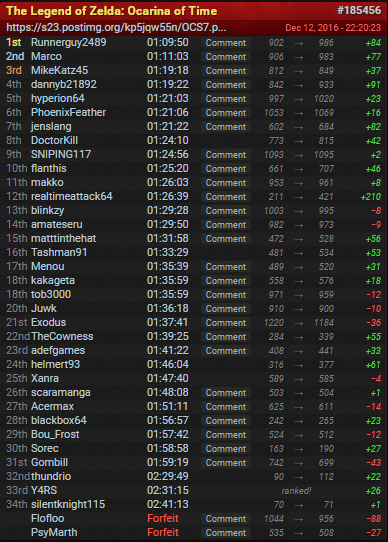 The Legend of Zelda: Ocarina of Time #185456
https://s23.postimg.org/kp5jqw55n/OCS7.p... Dec 12, 2016 - 22:20:23
1st Runnerguy2489 01:09:50 Comment 902 → 986 +84
2nd Marco 01:11:03 Comment 906 → 983 +77
3rd MikeKatz45 01:19:18 Comment 812 → 849 +37
4th dannyb21892 01:19:22 Comment 842 → 933 +91
5th hyperion64 01:21:03 Comment 997 → 1020 +23
6th PhoenixFeather 01:21:06 Comment 1053 → 1069 +16
7th jenslang 01:21:22 Comment 602 → 684 +82
8th DoctorKill 01:24:10 Comment 773 → 815 +42
9th SNIPING117 01:24:56 Comment 1093 → 1095 +2
10th flanthis 01:25:20 Comment 661 → 707 +46
11th makko 01:26:03 Comment 953 → 961 +8
12th realtimeattack64 01:26:39 Comment 211 → 421 +210
13th blinkzy 01:29:28 Comment 1003 → 995 −8
14th amateseru 01:29:50 Comment 982 → 973 −9
15th matttinthehat 01:31:58 Comment 472 → 528 +56
16th Tashman91 01:33:29 Comment 481 → 534 +53
17th Menou 01:35:39 Comment 489 → 520 +31
18th kakageta 01:35:59 Comment 558 → 576 +18
18th tob3000 01:35:59 Comment 971 → 959 −12
20th Juwk 01:36:18 Comment 910 → 900 −10
21st Exodus 01:37:41 Comment 1220 → 1184 −36
22nd TheCowness 01:39:25 Comment 284 → 339 +55
23rd adefgames 01:41:22 Comment 408 → 441 +33
24th helmert93 01:46:04 316 → 377 +61
25th Xanra 01:47:40 589 → 585 −4
26th scaramanga 01:48:08 Comment 503 → 504 +1
27th Acermax 01:51:11 Comment 625 → 611 −14
28th blackbox64 01:56:57 Comment 242 → 265 +23
29th Bou_Frost 01:57:42 Comment 524 → 512 −12
30th Sorec 01:58:58 Comment 163 → 190 +27
31st Gombill 01:59:19 Comment 742 → 699 −43
32nd thundrio 02:29:49 90 → 112 +22
33rd Y4RS 02:31:15 ranked! +26
34th silentknight115 02:41:13 Comment 70 → 71 +1
Flofloo Forfeit Comment 1044 → 956 −88
PsyMarth Forfeit Comment 535 → 508 −27